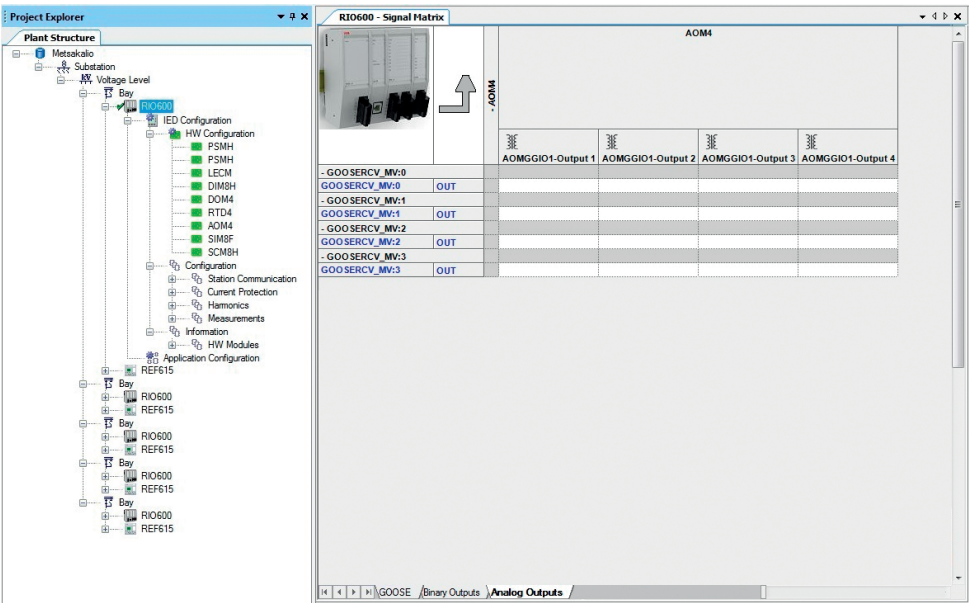 Project Explorer
Plant Structure
Metsakalio
Substation
Voltage Level
Bay
RIO600
IED Configuration
HW Configuration
PSMH
PSMH
LECM
DIM8H
DOM4
RTD4
AOM4
SIM8F
SCM8H
Configuration
Station Communication
Current Protection
Harmonics
Measurements
Information
HW Modules
Application Configuration
REF615
Bay
RIO600
REF615
Bay
RIO600
REF615
Bay
RIO600
REF615
Bay
RIO600
REF615
RIO600 - Signal Matrix
- AOM4
AOM4
AOMGGIO1-Output 1 AOMGGIO1-Output 2 AOMGGIO1-Output 3 AOMGGIO1-Output 4
- GOOSERCV_MV:0
GOOSERCV_MV:0 OUT
- GOOSERCV_MV:1
GOOSERCV_MV:1 OUT
- GOOSERCV_MV:2
GOOSERCV_MV:2 OUT
- GOOSERCV_MV:3
GOOSERCV_MV:3 OUT
GOOSE Binary Outputs Analog Outputs